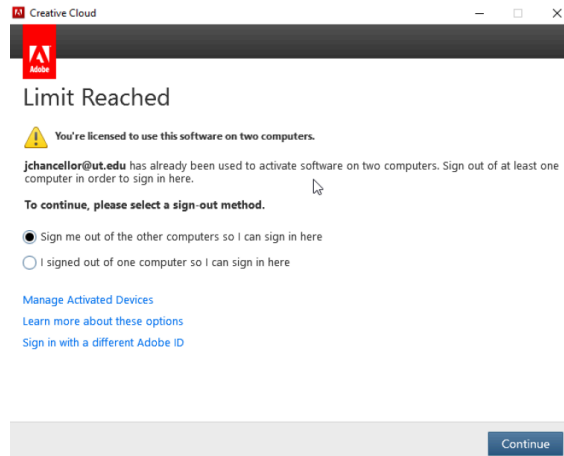 Creative Cloud
Adobe
Limit Reached
You're licensed to use this software on two computers.
jchancellor@ut.edu has already been used to activate software on two computers. Sign out of at least one
computer in order to sign in here.
To continue, please select a sign-out method.
Sign me out of the other computers so I can sign in here
I signed out of one computer so I can sign in here
Manage Activated Devices
Learn more about these options
Sign in with a different Adobe ID
Continue